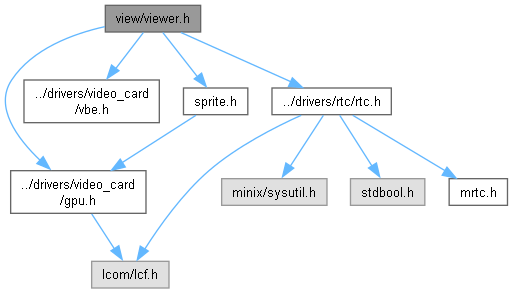 view/viewer.h
../drivers/video_card
/vbe.h
sprite.h
../drivers/rtc/rtc.h
../drivers/video_card
/gpu.h
minix/sysutil.h
stdbool.h
mrtc.h
lcom/lcf.h